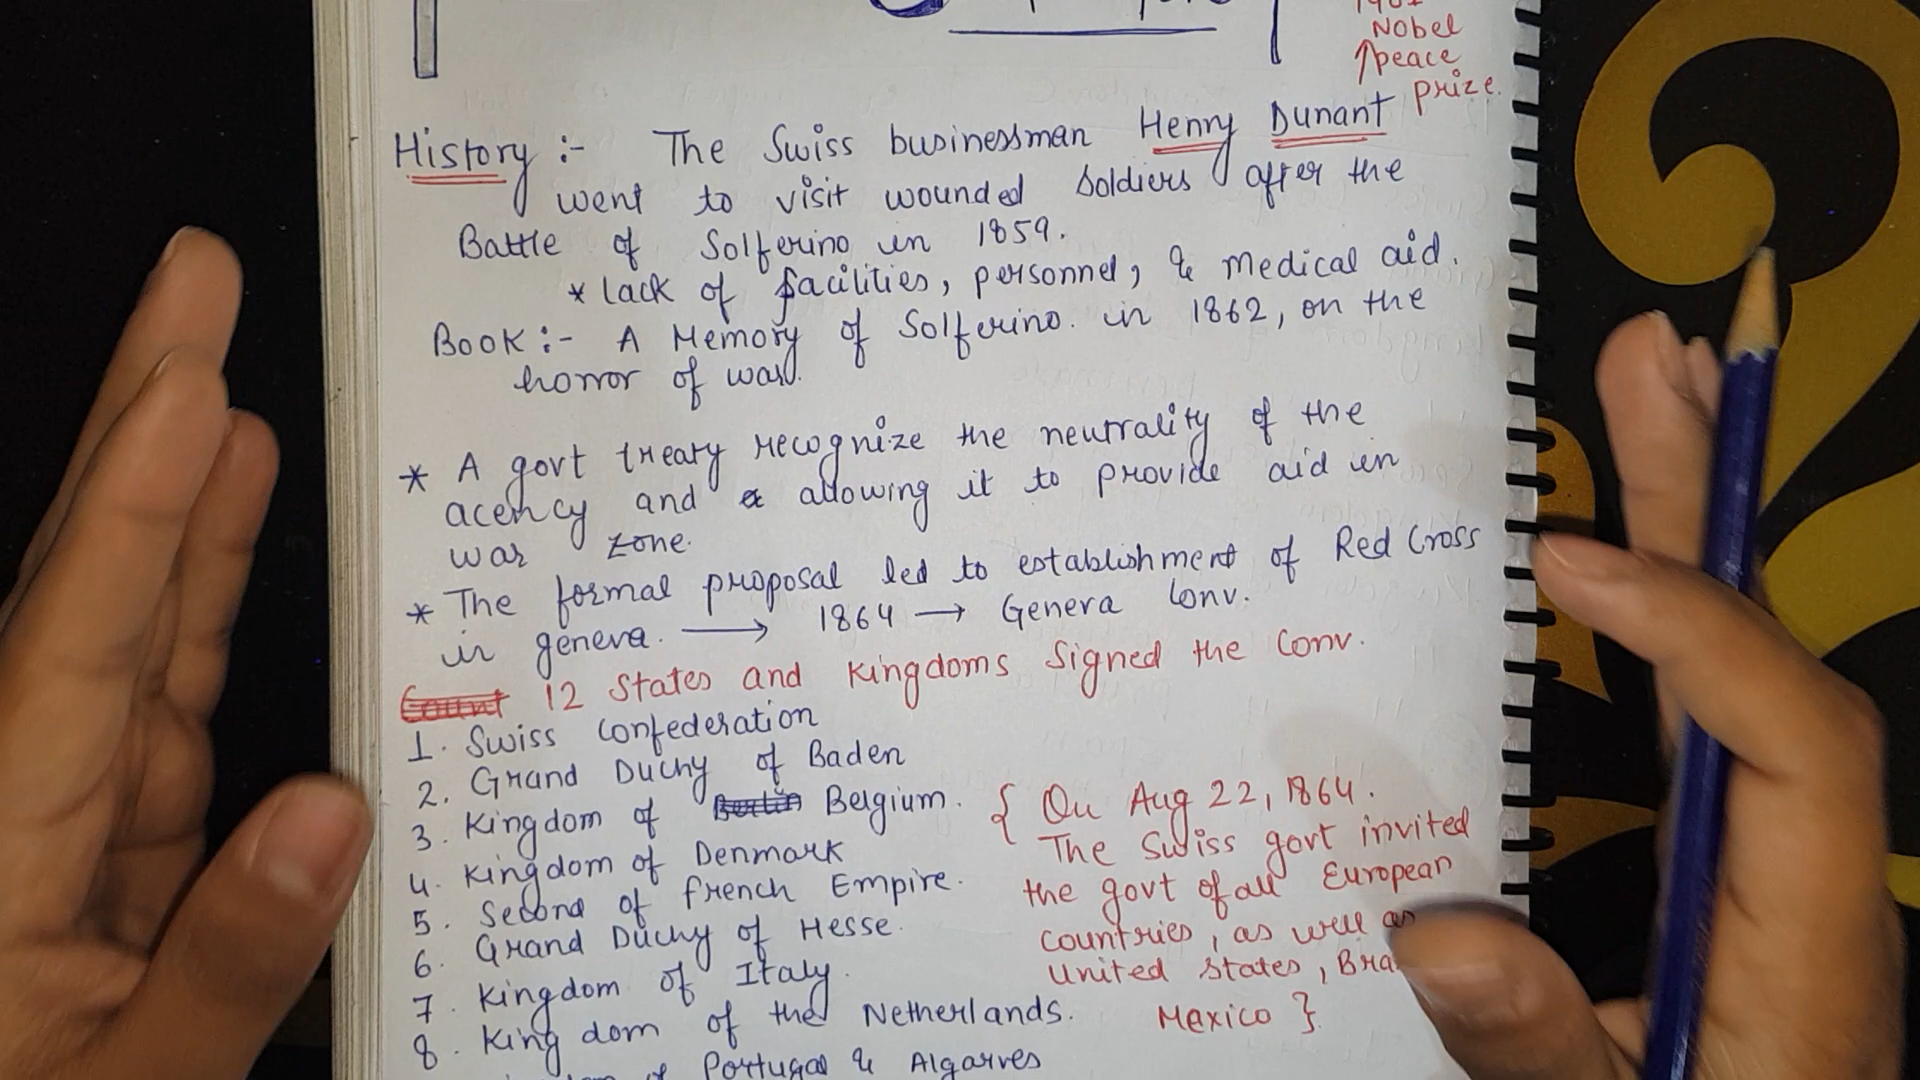 Nobel
peace
prize.
History :- The Swiss businessman Henry Dunant
went to visit wounded soldiers after the
Battle of Solferino in 1859.
* lack of facilities, personnel, & medical aid.
Book :- A Memory of Solferino. in 1862, on the
horror of war.
* A govt treaty recognize the neutrality of the
acency and allowing it to provide aid in
war zone.
* The formal proposal led to establishment of Red Cross
in geneva. → 1864 → Geneva Conv.
12 States and Kingdoms Signed the Conv.
1. Swiss Confederation
2. Grand Duchy of Baden
3. Kingdom of Belgium.
4. Kingdom of Denmark
5. Second of French Empire.
6. Grand Duchy of Hesse.
7. Kingdom of Italy.
8. Kingdom of the Netherlands.
Portugal & Algarves
{ On Aug 22, 1864.
The Swiss govt invited
the govt of all European
countries, as well as
United States,
Mexico }.